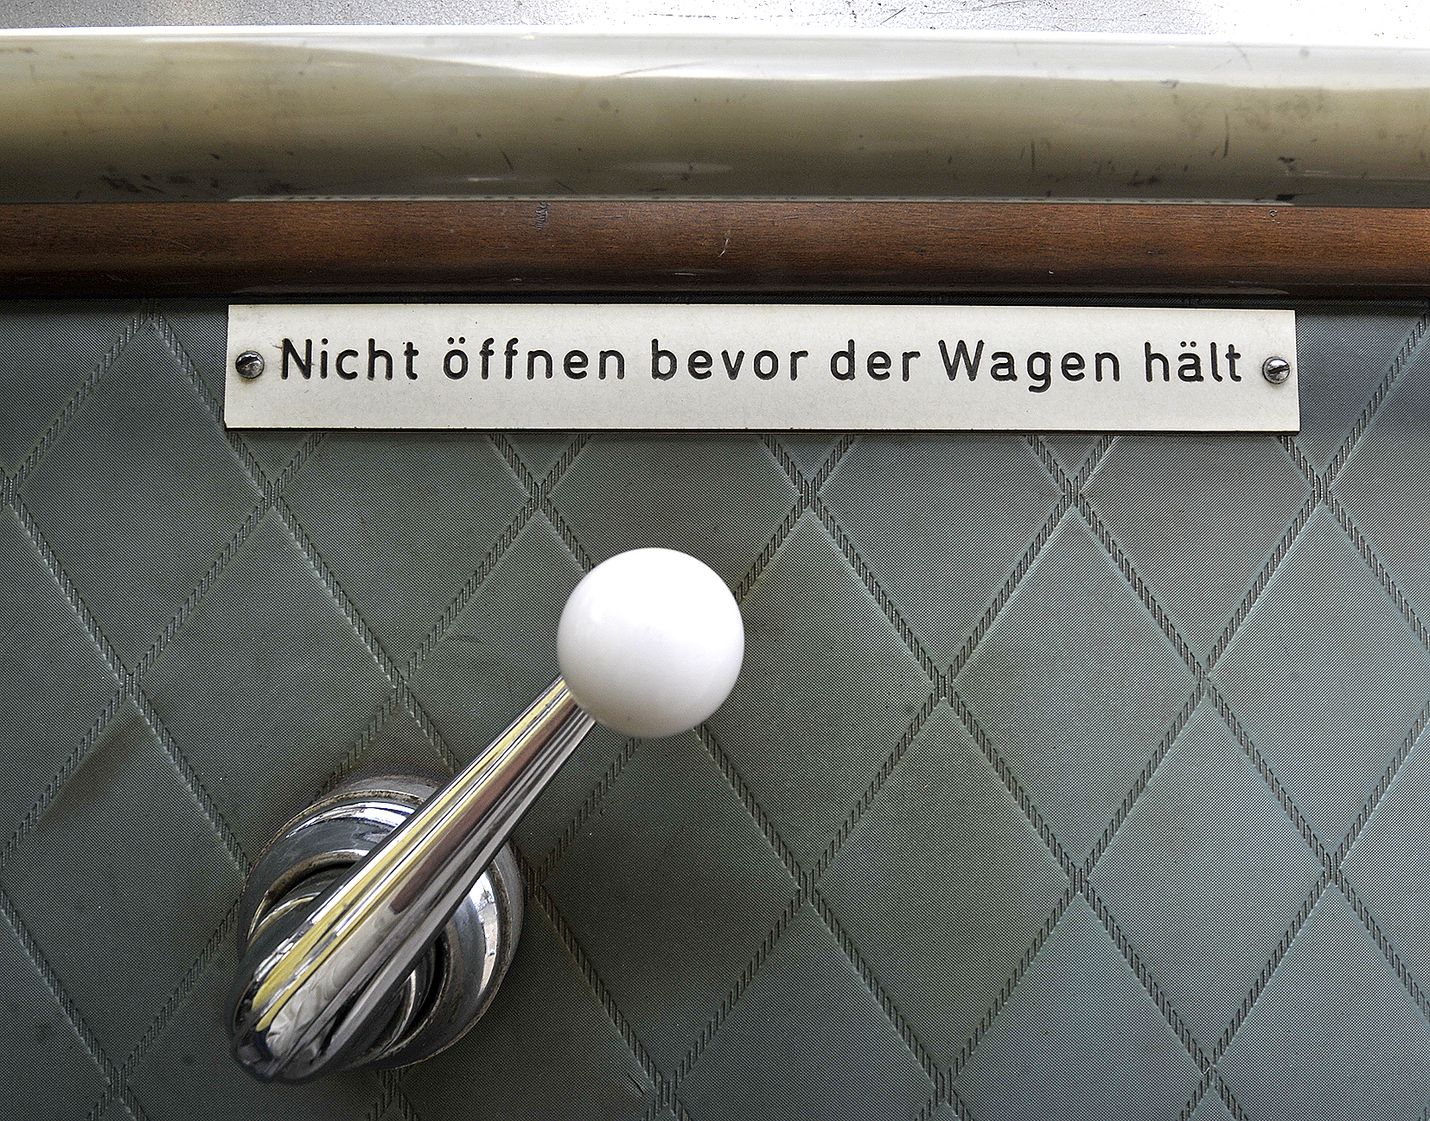 Nicht öffnen bevor der Wagen hält